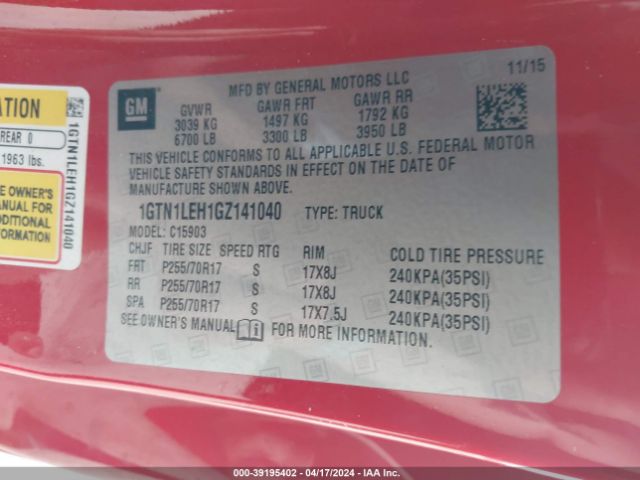 ATION
REAR 0
1963 lbs.
E OWNER'S
MANUAL FOR
DDITIONAL
FORMATION
1GTN1LEH1GZ141040
GM
MFD BY GENERAL MOTORS LLC
11/15
GVWR GAWR FRT GAWR RR
3039 KG 1497 KG 1792 KG
6700 LB 3300 LB 3950 LB
THIS VEHICLE CONFORMS TO ALL APPLICABLE U.S. FEDERAL MOTOR
VEHICLE SAFETY STANDARDS IN EFFECT ON THE DATE OF
MANUFACTURE SHOWN ABOVE.
1GTN1LEH1GZ141040 TYPE: TRUCK
MODEL: C15903
CHJF TIRE SIZE SPEED RTG RIM COLD TIRE PRESSURE
FRT P255/70R17 S 17X8J 240KPA(35PSI)
RR P255/70R17 S 17X8J 240KPA(35PSI)
SPA P255/70R17 S 17X7.5J 240KPA(35PSI)
SEE OWNER'S MANUAL FOR MORE INFORMATION.
000-39195402 - 04/17/2024 - IAA Inc.